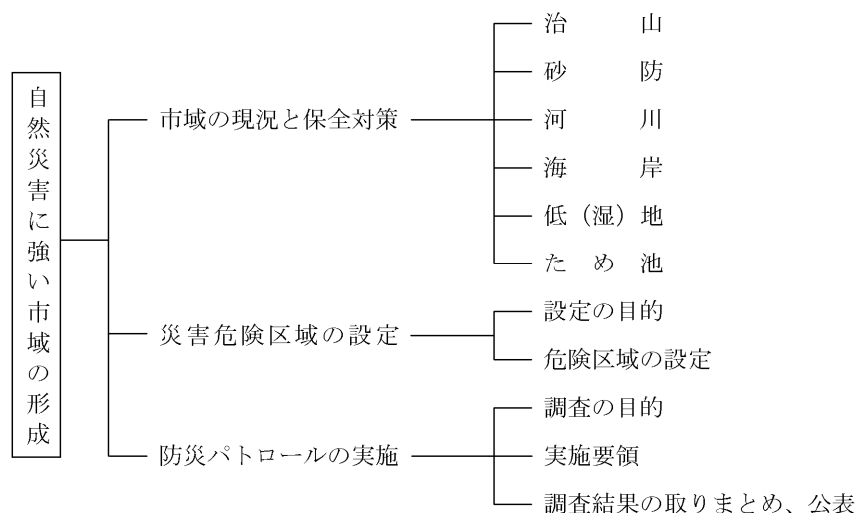 自然災害に強い市域の形成
市域の現況と保全対策
治山
砂防
河川
海岸
低（湿）地
ため池
災害危険区域の設定
設定の目的
危険区域の設定
防災パトロールの実施
調査の目的
実施要領
調査結果の取りまとめ、公表